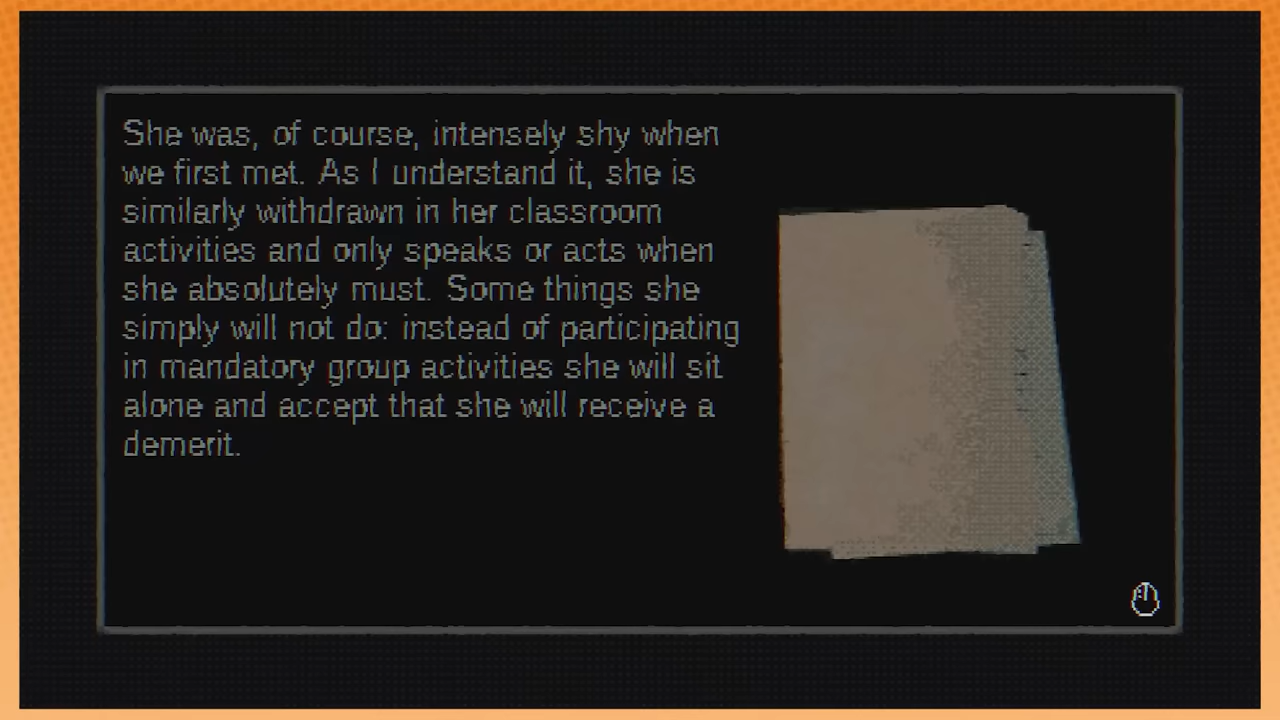 She was, of course, intensely shy when
we first met. As I understand it, she is
similarly withdrawn in her classroom
activities and only speaks or acts when
she absolutely must. Some things she
simply will not do: instead of participating
in mandatory group activities she will sit
alone and accept that she will receive a
demerit.